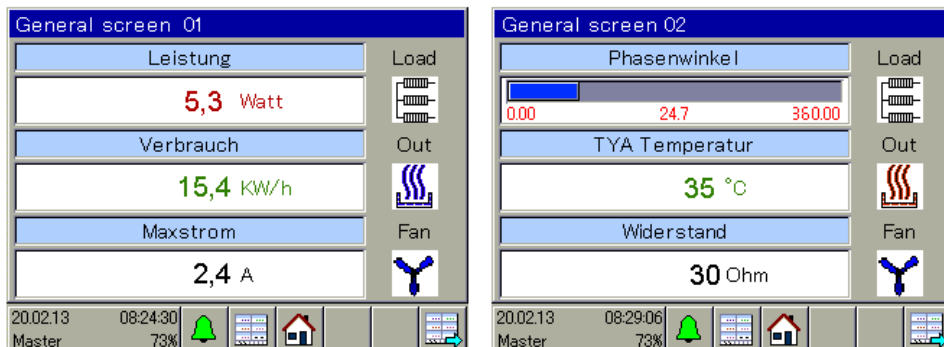 General screen 01
Leistung
Load
5,3 Watt
Verbrauch
Out
15,4 KW/h
Maxstrom
Fan
2,4 A
20.02.13 08:24:30
Master 73%
General screen 02
Phasenwinkel
Load
0.00 24.7 360.00
TYA Temperatur
Out
35 °C
Widerstand
Fan
30 Ohm
20.02.13 08:29:06
Master 73%